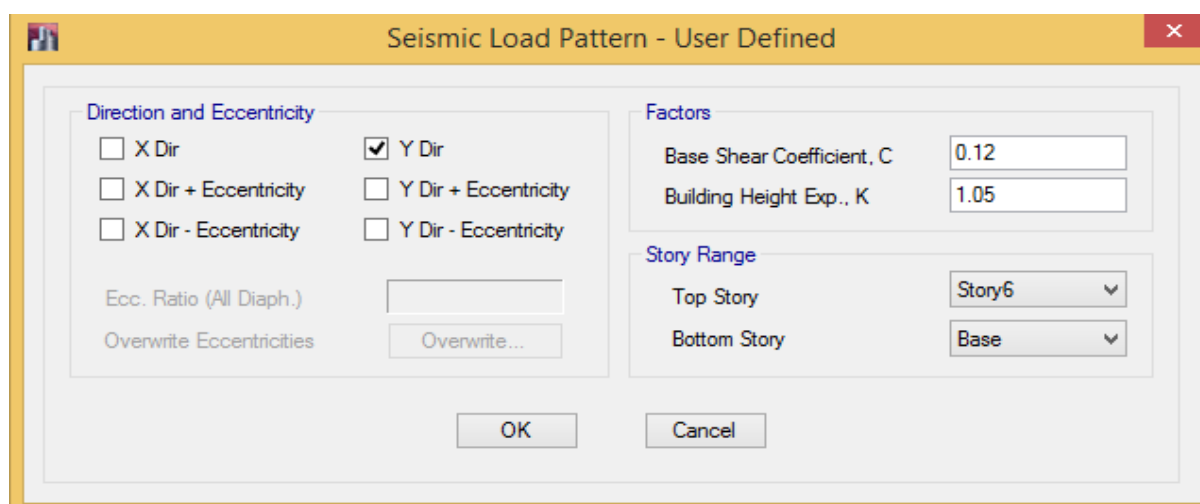 Seismic Load Pattern - User Defined
Direction and Eccentricity
X Dir
Y Dir
X Dir + Eccentricity
Y Dir + Eccentricity
X Dir - Eccentricity
Y Dir - Eccentricity
Ecc. Ratio (All Diaph.)
Overwrite Eccentricities
Overwrite...
Factors
Base Shear Coefficient, C
0.12
Building Height Exp., K
1.05
Story Range
Top Story
Story6
Bottom Story
Base
OK
Cancel